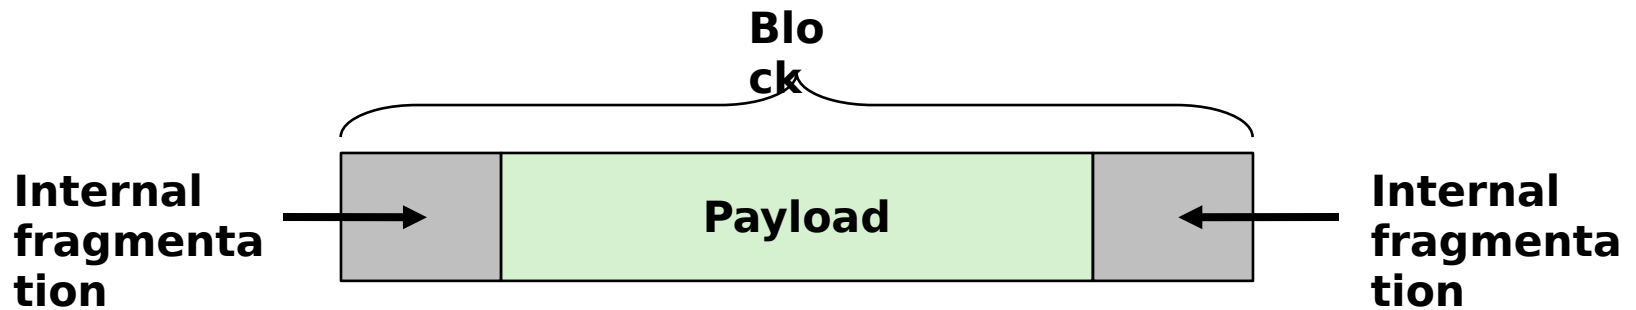 Blo
ck
Internal
fragmenta
tion
Payload
Internal
fragmenta
tion